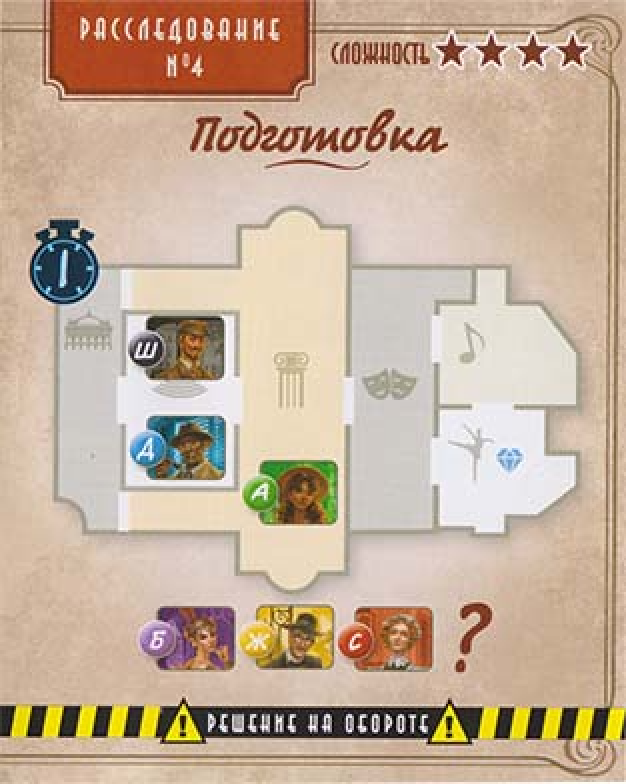 РАССЛЕДОВАНИЕ
№4
СЛОЖНОСТЬ
Подготовка
Ш
Д
А
Б
Ж
С
?
РЕШЕНИЕ НА ОБОРОТЕ